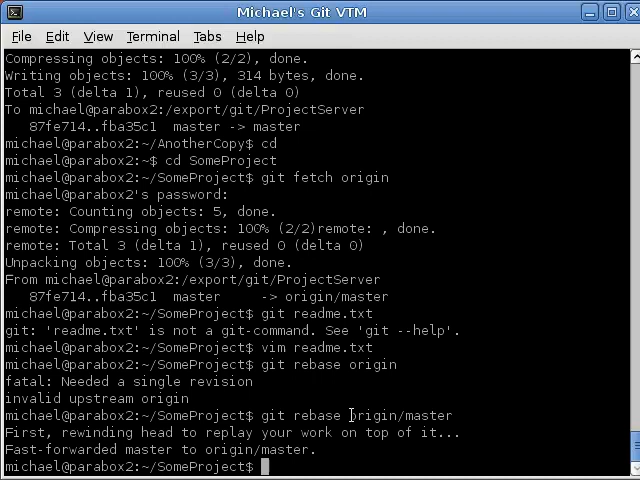 Michael's Git VTM
File Edit View Terminal Tabs Help
Compressing objects: 100% (2/2), done.
Writing objects: 100% (3/3), 314 bytes, done.
Total 3 (delta 1), reused 0 (delta 0)
To michael@parabox2:/export/git/ProjectServer
   87fe714..fba35c1  master -> master
michael@parabox2:~/AnotherCopy$ cd
michael@parabox2:~$ cd SomeProject
michael@parabox2:~/SomeProject$ git fetch origin
michael@parabox2's password:
remote: Counting objects: 5, done.
remote: Compressing objects: 100% (2/2)remote: , done.
remote: Total 3 (delta 1), reused 0 (delta 0)
Unpacking objects: 100% (3/3), done.
From michael@parabox2:/export/git/ProjectServer
   87fe714..fba35c1  master     -> origin/master
michael@parabox2:~/SomeProject$ git readme.txt
git: 'readme.txt' is not a git-command. See 'git --help'.
michael@parabox2:~/SomeProject$ vim readme.txt
michael@parabox2:~/SomeProject$ git rebase origin
fatal: Needed a single revision
invalid upstream origin
michael@parabox2:~/SomeProject$ git rebase origin/master
First, rewinding head to replay your work on top of it...
Fast-forwarded master to origin/master.
michael@parabox2:~/SomeProject$